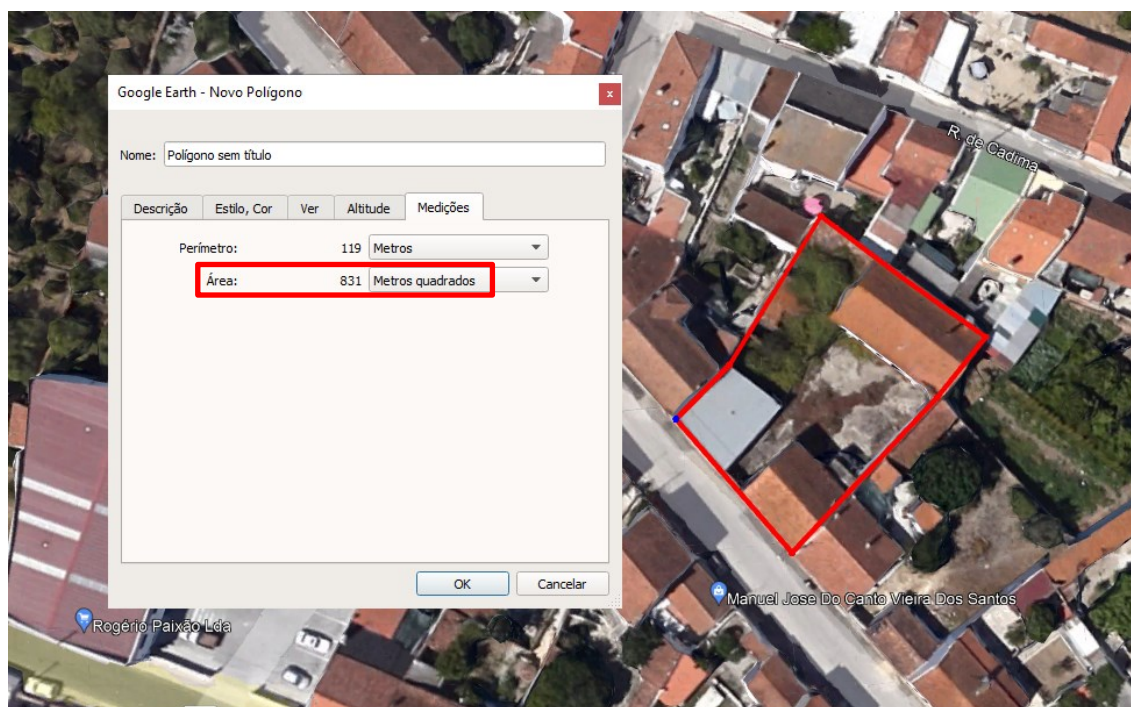 Google Earth - Novo Polígono
x
Nome: Polígono sem título
Descrição Estilo, Cor Ver Altitude Medições
Perímetro: 119 Metros
Área: 831 Metros quadrados
OK Cancelar
R. de Cadima
Manuel Jose Do Canto Vieira Dos Santos
Rogério Paixão Lda